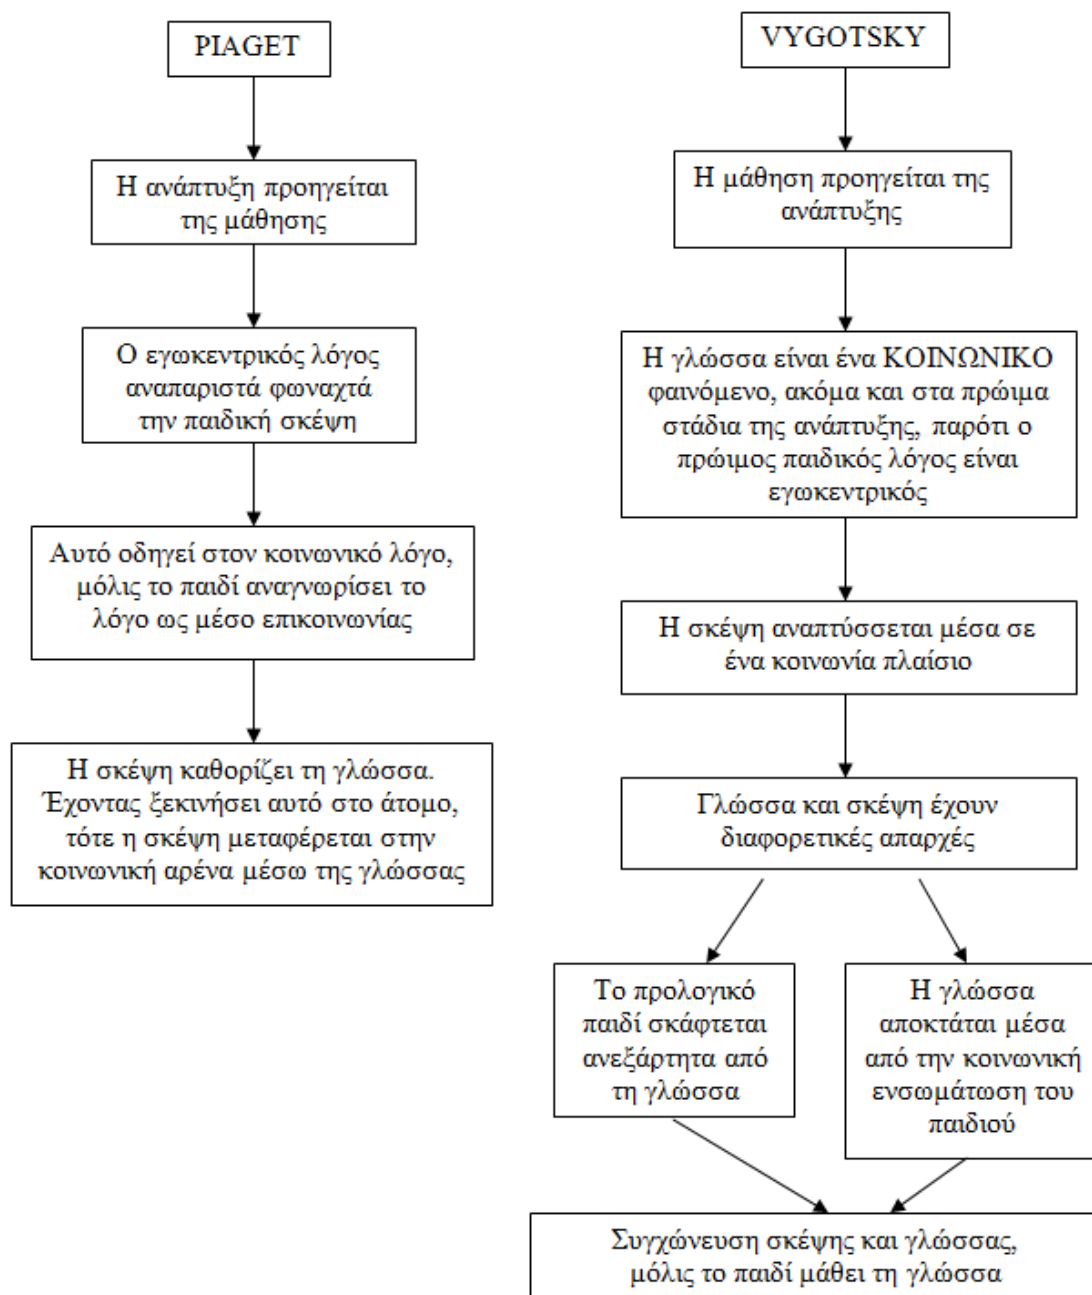 PIAGET
Η ανάπτυξη προηγείται
της μάθησης
Ο εγωκεντρικός λόγος
αναπαριστά φωναχτά
την παιδική σκέψη
Αυτό οδηγεί στον κοινωνικό λόγο,
μόλις το παιδί αναγνωρίσει το
λόγο ως μέσο επικοινωνίας
Η σκέψη καθορίζει τη γλώσσα.
Έχοντας ξεκινήσει αυτό στο άτομο,
τότε η σκέψη μεταφέρεται στην
κοινωνική αρένα μέσω της γλώσσας
VYGOTSKY
Η μάθηση προηγείται της
ανάπτυξης
Η γλώσσα είναι ένα ΚΟΙΝΩΝΙΚΟ
φαινόμενο, ακόμα και στα πρώιμα
στάδια της ανάπτυξης, παρότι ο
πρώιμος παιδικός λόγος είναι
εγωκεντρικός
Η σκέψη αναπτύσσεται μέσα σε
ένα κοινωνία πλαίσιο
Γλώσσα και σκέψη έχουν
διαφορετικές απαρχές
Το προλογικό
παιδί σκάφτεται
ανεξάρτητα από
τη γλώσσα
Η γλώσσα
αποκτάται μέσα
από την κοινωνική
ενσωμάτωση του
παιδιού
Συγχώνευση σκέψης και γλώσσας,
μόλις το παιδί μάθει τη γλώσσα